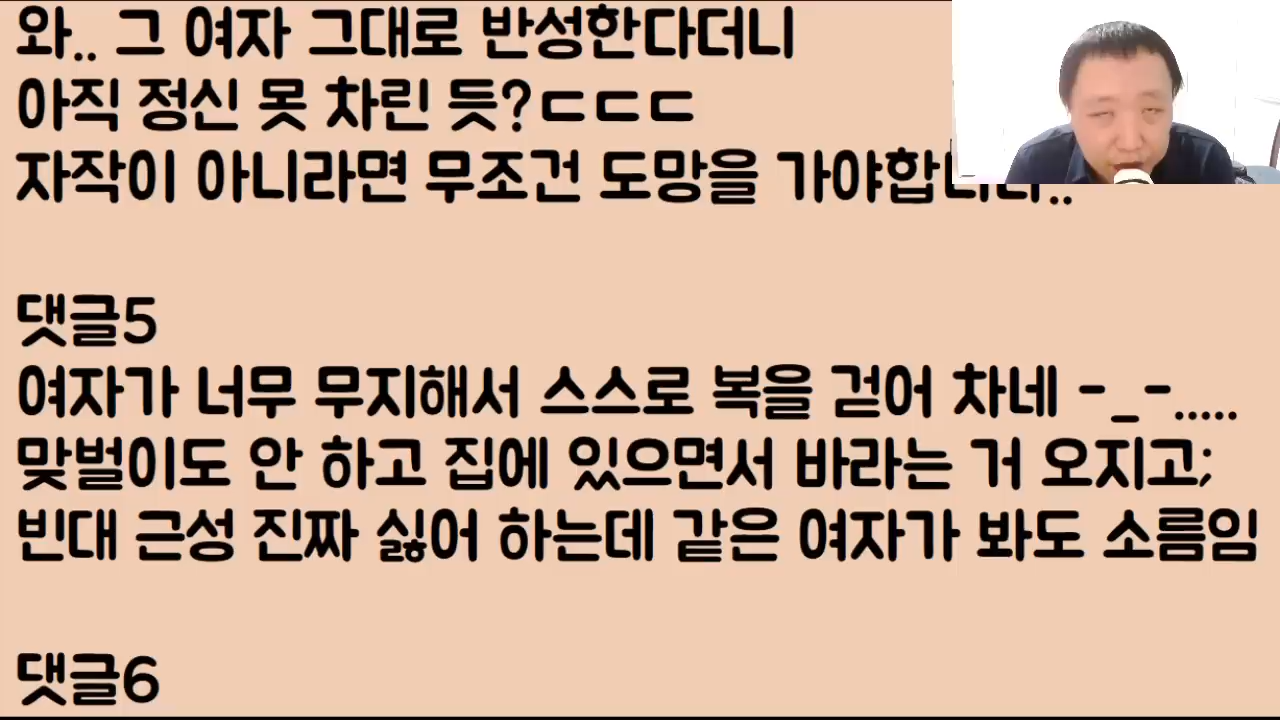 와.. 그 여자 그대로 반성한다더니
아직 정신 못 차린 듯?ㄷㄷㄷ
자작이 아니라면 무조건 도망을 가야합니다..
댓글5
여자가 너무 무지해서 스스로 복을 걷어 차네 -_-.....
맞벌이도 안 하고 집에 있으면서 바라는 거 오지고;
빈대 근성 진짜 싫어 하는데 같은 여자가 봐도 소름임
댓글6